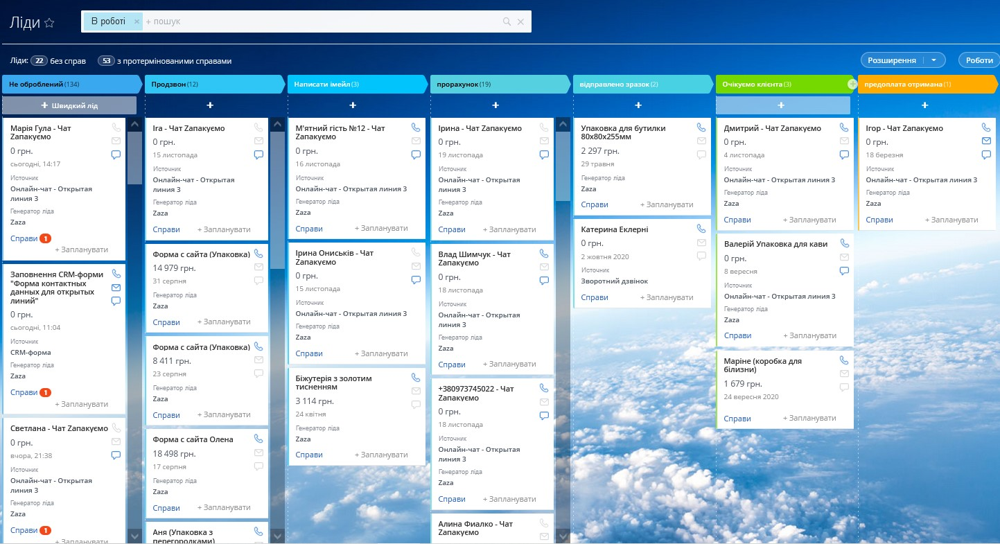 Ліди
В роботі × + пошук
Ліди: 22 без справ 53 з протермінованими справами
Розширення
Роботи
Не оброблений (134)
+ Швидкий лід
Марія Гула - Чат
Zапакуємо
0 грн.
сьогодні, 14:17
Источник
Онлайн-чат - Открытая
линия 3
Генератор ліда
Zaza
Справи 1
+ Запланувати
Заповнення CRM-форми
"Форма контактных
данных для открытых
линий"
0 грн.
сьогодні, 11:04
Источник
CRM-форма
Генератор ліда
Zaza
Справи 1
+ Запланувати
Светлана - Чат Zапакуємо
0 грн.
вчора, 21:38
Источник
Онлайн-чат - Открытая
линия 3
Генератор ліда
Zaza
Справи 1
+ Запланувати
Продзвон (12)
+
Ira - Чат Zапакуємо
0 грн.
15 листопада
Источник
Онлайн-чат - Открытая
линия 3
Генератор ліда
Zaza
Справи + Запланувати
Форма с сайта (Упаковка)
14 979 грн.
31 серпня
Генератор ліда
Zaza
Справи + Запланувати
Форма с сайта (Упаковка)
8 411 грн.
23 серпня
Генератор ліда
Zaza
Справи + Запланувати
Форма с сайта Олена
18 498 грн.
17 серпня
Генератор ліда
Zaza
Справи + Запланувати
Аня (Упаковка з
перегородками)
Написати імейл (3)
+
М'ятний гість №12 - Чат
Zапакуємо
0 грн.
16 листопада
Источник
Онлайн-чат - Открытая линия 3
Генератор ліда
Zaza
Справи + Запланувати
Ірина Ониськів - Чат
Zапакуємо
0 грн.
15 листопада
Источник
Онлайн-чат - Открытая линия 3
Генератор ліда
Zaza
Справи + Запланувати
Біжутерія з золотим
тисненням
3 114 грн.
24 квітня
Генератор ліда
Zaza
Справи + Запланувати
прорахунок (19)
+
Ірина - Чат Zапакуємо
0 грн.
19 листопада
Источник
Онлайн-чат - Открытая
линия 3
Генератор ліда
Zaza
Справи + Запланувати
Влад Шимчук - Чат
Zапакуємо
0 грн.
18 листопада
Источник
Онлайн-чат - Открытая
линия 3
Генератор ліда
Zaza
Справи + Запланувати
+380973745022 - Чат
Zапакуємо
0 грн.
18 листопада
Источник
Онлайн-чат - Открытая
линия 3
Генератор ліда
Zaza
Справи + Запланувати
Алина Фиалко - Чат
Zапакуємо
відправлено зразок (2)
+
Упаковка для бутилки
80х80х255мм
2 297 грн.
29 травня
Генератор ліда
Zaza
Справи + Запланувати
Катерина Еклерні
0 грн.
2 жовтня 2020
Источник
Зворотний дзвінок
Справи + Запланувати
Очікуємо клієнта (3)
+
Дмитрий - Чат Zапакуємо
0 грн.
4 листопада
Источник
Онлайн-чат - Открытая линия 3
Генератор ліда
Zaza
Справи + Запланувати
Валерій Упаковка для кави
0 грн.
8 вересня
Источник
Онлайн-чат - Открытая линия 3
Генератор ліда
Zaza
Справи + Запланувати
Маріне (коробка для
білизни)
1 679 грн.
24 вересня 2020
Справи + Запланувати
предоплата отримана (1)
+
Ігор - Чат Zапакуємо
0 грн.
18 березня
Источник
Онлайн-чат - Открытая линия 3
Генератор ліда
Zaza
Справи + Запланувати